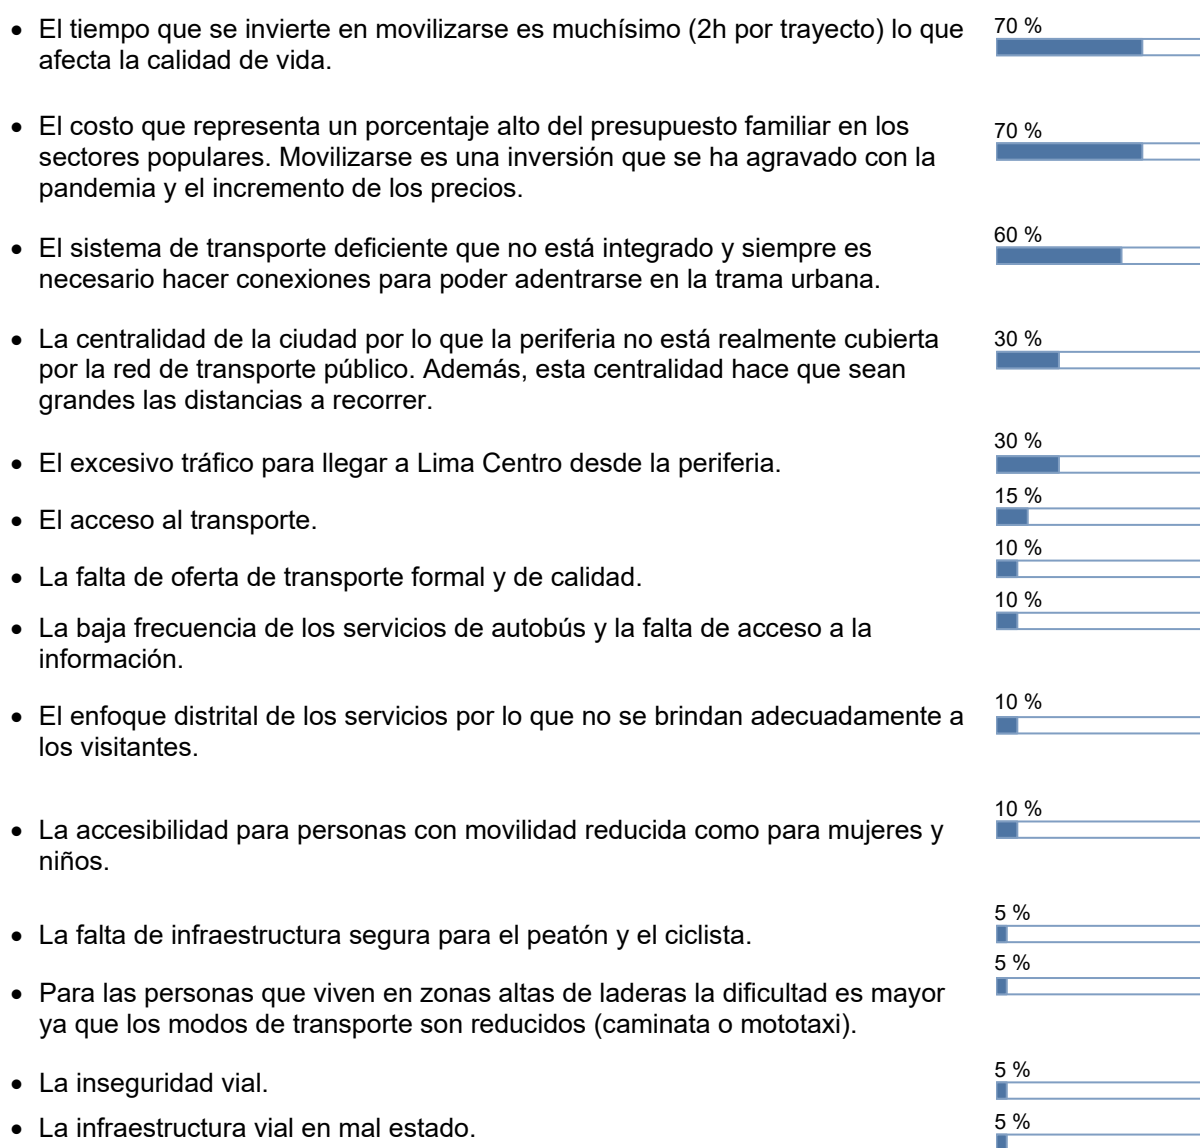 • El tiempo que se invierte en movilizarse es muchísimo (2h por trayecto) lo que
afecta la calidad de vida.
70 %
• El costo que representa un porcentaje alto del presupuesto familiar en los
sectores populares. Movilizarse es una inversión que se ha agravado con la
pandemia y el incremento de los precios.
70 %
• El sistema de transporte deficiente que no está integrado y siempre es
necesario hacer conexiones para poder adentrarse en la trama urbana.
60 %
• La centralidad de la ciudad por lo que la periferia no está realmente cubierta
por la red de transporte público. Además, esta centralidad hace que sean
grandes las distancias a recorrer.
30 %
• El excesivo tráfico para llegar a Lima Centro desde la periferia.
30 %
• El acceso al transporte.
15 %
• La falta de oferta de transporte formal y de calidad.
10 %
• La baja frecuencia de los servicios de autobús y la falta de acceso a la
información.
10 %
• El enfoque distrital de los servicios por lo que no se brindan adecuadamente a
los visitantes.
10 %
• La accesibilidad para personas con movilidad reducida como para mujeres y
niños.
10 %
• La falta de infraestructura segura para el peatón y el ciclista.
5 %
• Para las personas que viven en zonas altas de laderas la dificultad es mayor
ya que los modos de transporte son reducidos (caminata o mototaxi).
5 %
• La inseguridad vial.
5 %
• La infraestructura vial en mal estado.
5 %